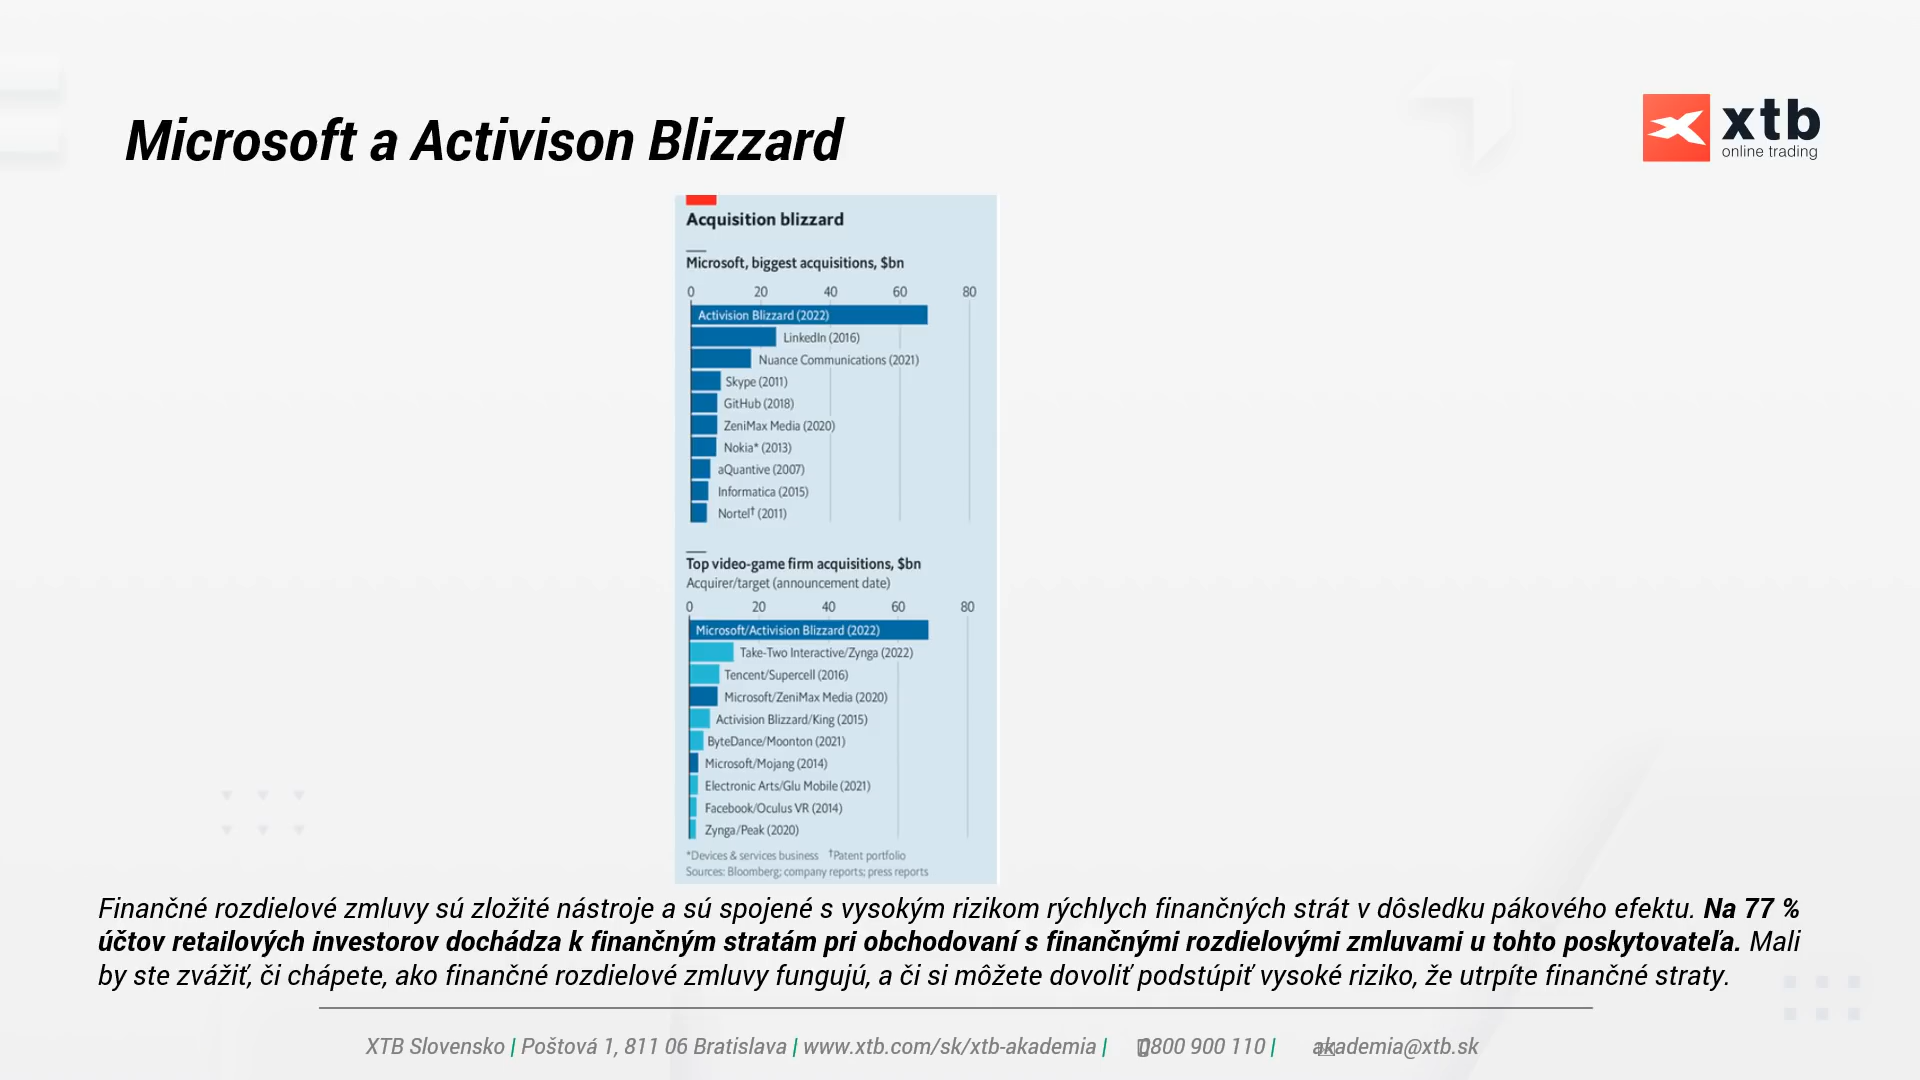 Microsoft a Activison Blizzard
xtb
online trading
Acquisition blizzard
Microsoft, biggest acquisitions, $bn
0 20 40 60 80
Activision Blizzard (2022)
LinkedIn (2016)
Nuance Communications (2021)
Skype (2011)
GitHub (2018)
ZeniMax Media (2020)
Nokia* (2013)
aQuantive (2007)
Informatica (2015)
Nortel† (2011)
Top video-game firm acquisitions, $bn
Acquirer/target (announcement date)
0 20 40 60 80
Microsoft/Activision Blizzard (2022)
Take-Two Interactive/Zynga (2022)
Tencent/Supercell (2016)
Microsoft/ZeniMax Media (2020)
Activision Blizzard/King (2015)
ByteDance/Moonton (2021)
Microsoft/Mojang (2014)
Electronic Arts/Glu Mobile (2021)
Facebook/Oculus VR (2014)
Zynga/Peak (2020)
*Devices & services business †Patent portfolio
Sources: Bloomberg; company reports; press reports
Finančné rozdielové zmluvy sú zložité nástroje a sú spojené s vysokým rizikom rýchlych finančných strát v dôsledku pákového efektu. Na 77 %
účtov retailových investorov dochádza k finančným stratám pri obchodovaní s finančnými rozdielovými zmluvami u tohto poskytovateľa. Mali
by ste zvážiť, či chápete, ako finančné rozdielové zmluvy fungujú, a či si môžete dovoliť podstúpiť vysoké riziko, že utrpíte finančné straty.
XTB Slovensko | Poštová 1, 811 06 Bratislava | www.xtb.com/sk/xtb-akademia | 0800 900 110 | akademia@xtb.sk